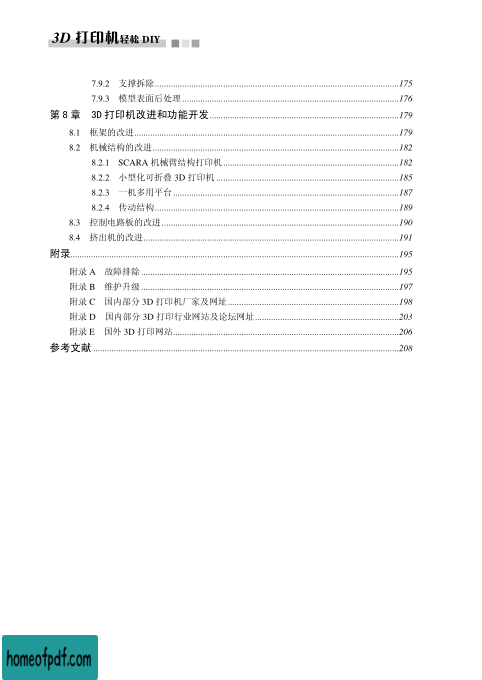 3D 打印机轻松 DIY
7.9.2 支撑拆除 175
7.9.3 模型表面后处理 176
第 8 章 3D 打印机改进和功能开发 179
8.1 框架的改进 179
8.2 机械结构的改进 182
8.2.1 SCARA 机械臂结构打印机 182
8.2.2 小型化可折叠 3D 打印机 185
8.2.3 一机多用平台 187
8.2.4 传动结构 189
8.3 控制电路板的改进 190
8.4 挤出机的改进 191
附录 195
附录 A 故障排除 195
附录 B 维护升级 197
附录 C 国内部分 3D 打印机厂家及网址 198
附录 D 国内部分 3D 打印行业网站及论坛网址 203
附录 E 国外 3D 打印网站 206
参考文献 208
homeofpdf.com